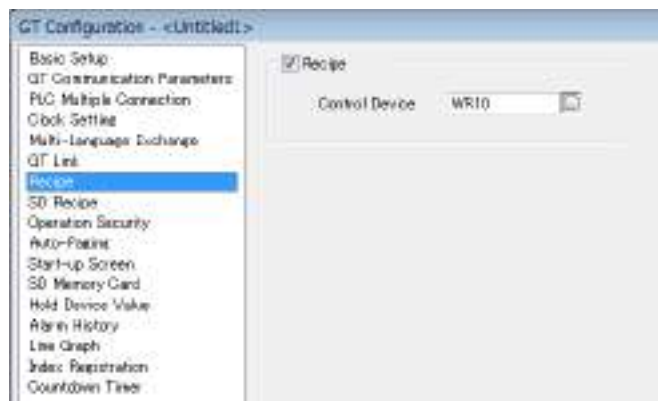 GT Configuration - <Untitled1>
Basic Setup
GT Communication Parameters
PLC Multiple Connection
Clock Setting
Multi-Language Exchange
GT Link
Recipe
SD Recipe
Operation Security
Auto-Paging
Start-up Screen
SD Memory Card
Hold Device Value
Alarm History
Line Graph
Index Registration
Countdown Timer
Recipe
Control Device WR10